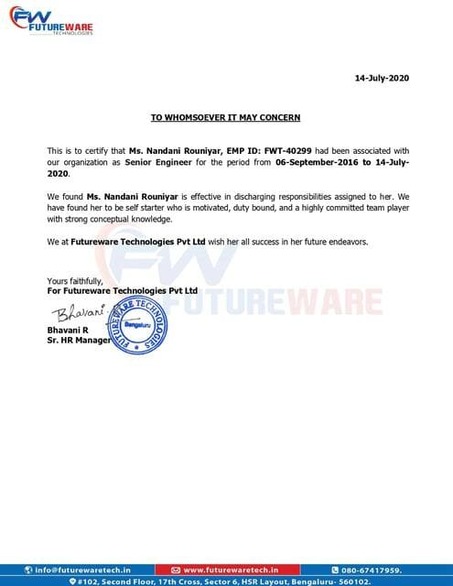 FW
FUTUREWARE
TECHNOLOGIES
14-July-2020
TO WHOMSOEVER IT MAY CONCERN
This is to certify that Ms. Nandani Rouniyar, EMP ID: FWT-40299 had been associated with
our organization as Senior Engineer for the period from 06-September-2016 to 14-July-
2020.
We found Ms. Nandani Rouniyar is effective in discharging responsibilities assigned to her. We
have found her to be self starter who is motivated, duty bound, and a highly committed team player
with strong conceptual knowledge.
We at Futureware Technologies Pvt Ltd wish her all success in her future endeavors.
FUTUREWARE
Yours faithfully,
For Futureware Technologies Pvt Ltd
Bhavani.
FUTUREWARE TECHNOLOGIES
Bengaluru
Bhavani R
Sr. HR Manager
info@futurewaretech.in www.futurewaretech.in 080-67417959.
#102, Second Floor, 17th Cross, Sector 6, HSR Layout, Bengaluru- 560102.